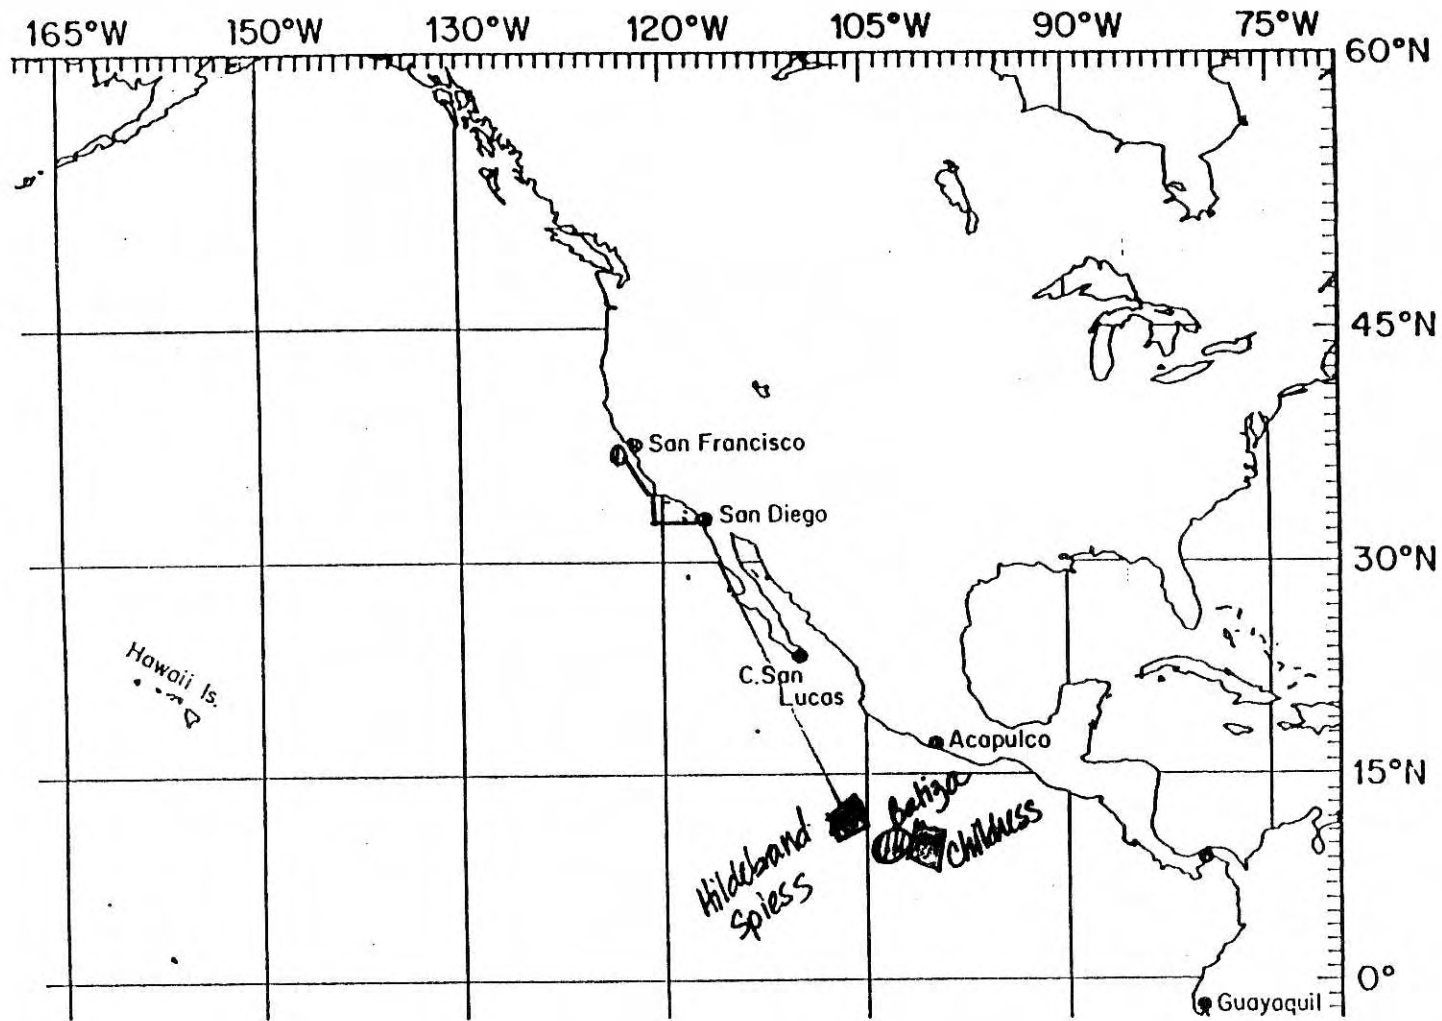 165°W 150°W 130°W 120°W 105°W 90°W 75°W
60°N
45°N
San Francisco
San Diego
30°N
Hawaii Is.
C. San
Lucas
Acapulco
15°N
Batiza
Childress
Hildebrand
Spiess
0°
Guayaquil